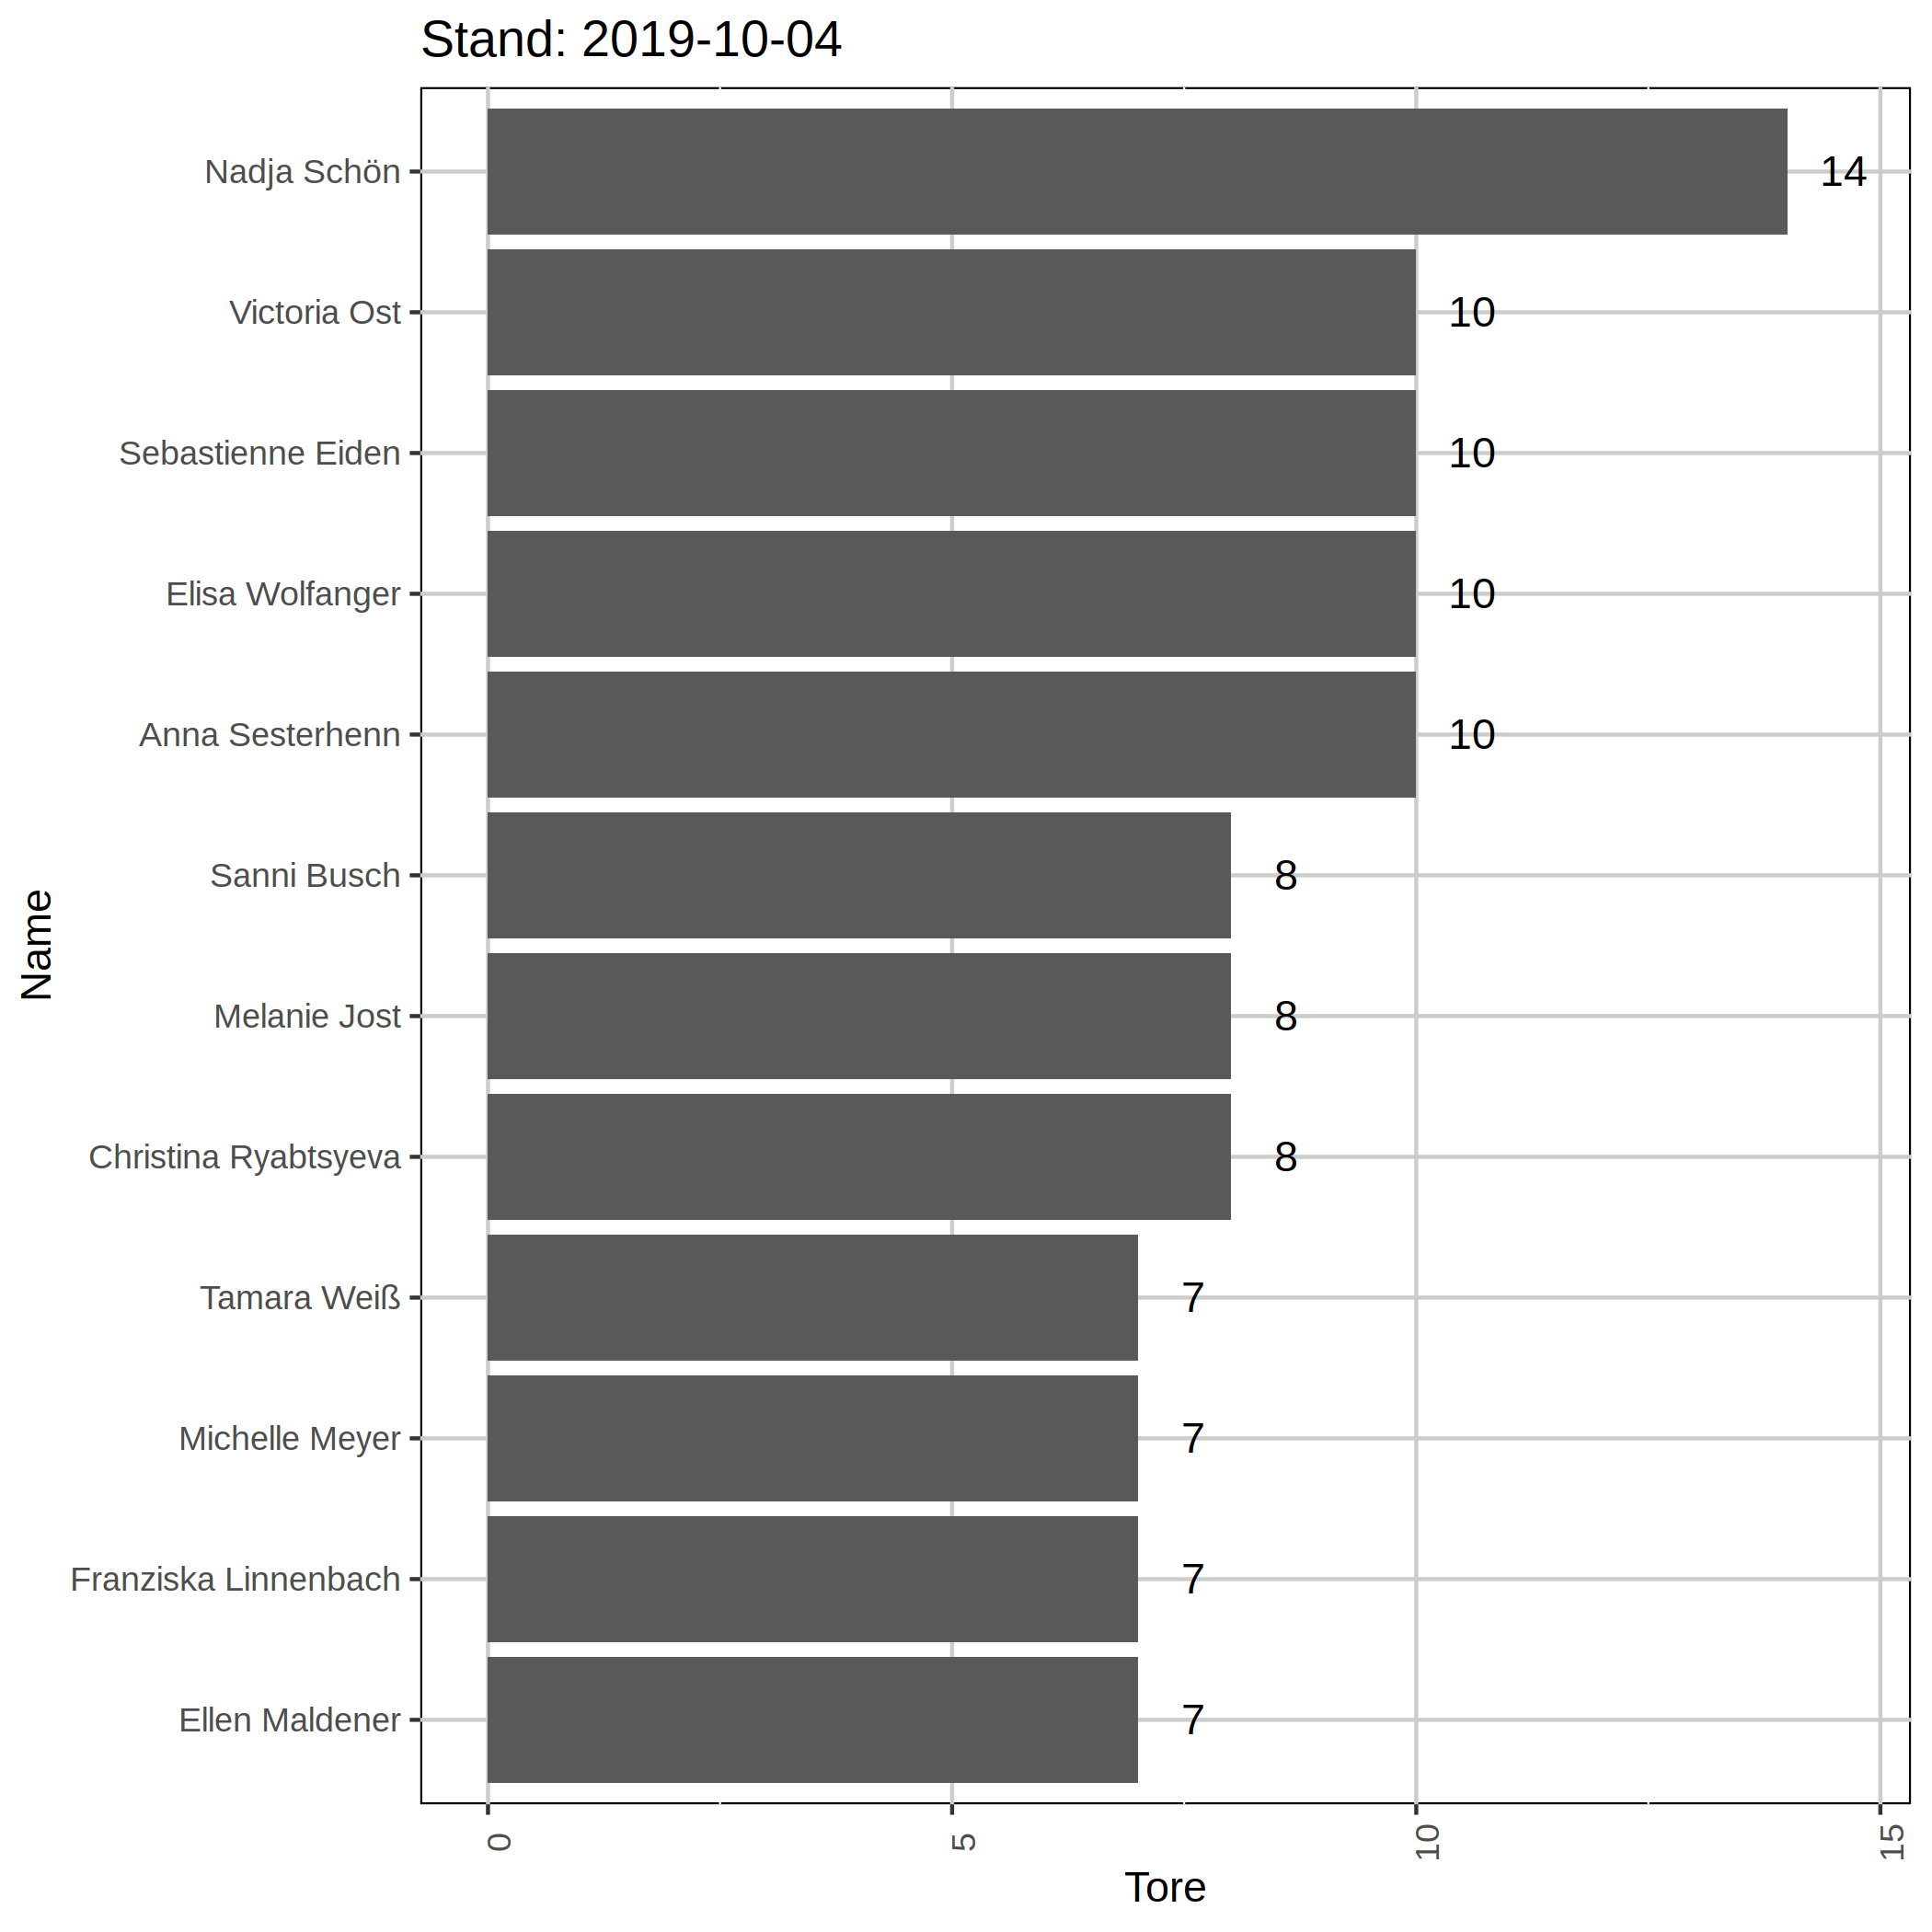 Stand: 2019-10-04
Nadja Schön 14
Victoria Ost 10
Sebastienne Eiden 10
Elisa Wolfanger 10
Anna Sesterhenn 10
Sanni Busch 8
Melanie Jost 8
Christina Ryabtsyeva 8
Tamara Weiß 7
Michelle Meyer 7
Franziska Linnenbach 7
Ellen Maldener 7
Name
0 5 10 15
Tore